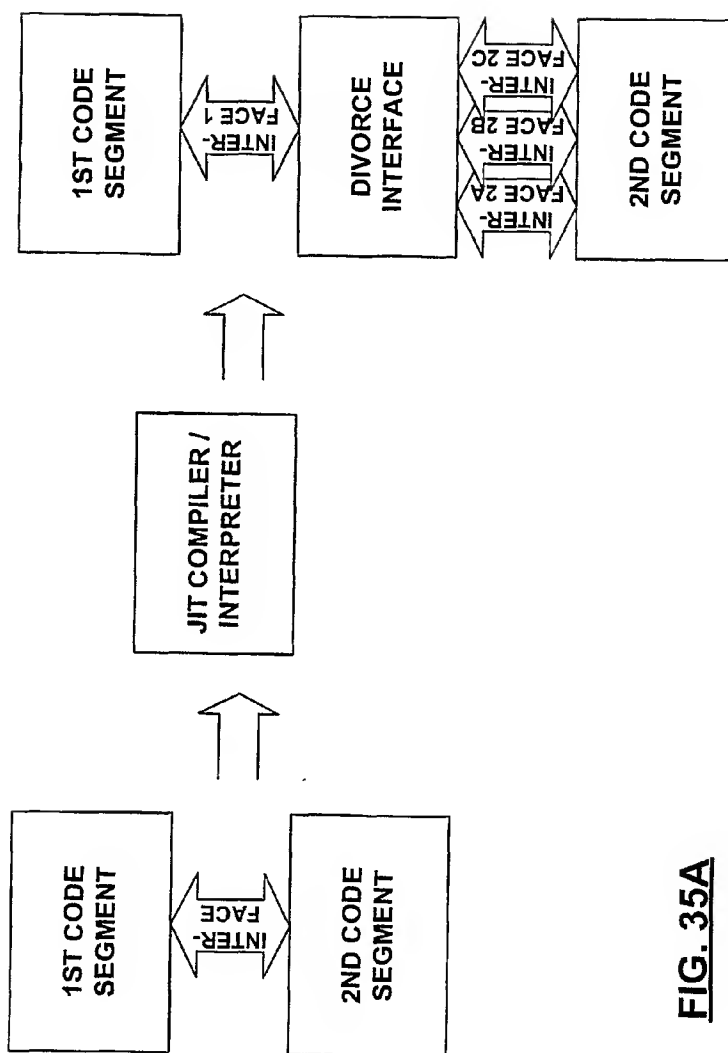 1ST CODE
SEGMENT
INTER-
FACE
2ND CODE
SEGMENT
JIT COMPILER /
INTERPRETER
1ST CODE
SEGMENT
INTER-
FACE 1
DIVORCE
INTERFACE
INTER-
FACE 2A
INTER-
FACE 2B
INTER-
FACE 2C
2ND CODE
SEGMENT
FIG. 35A